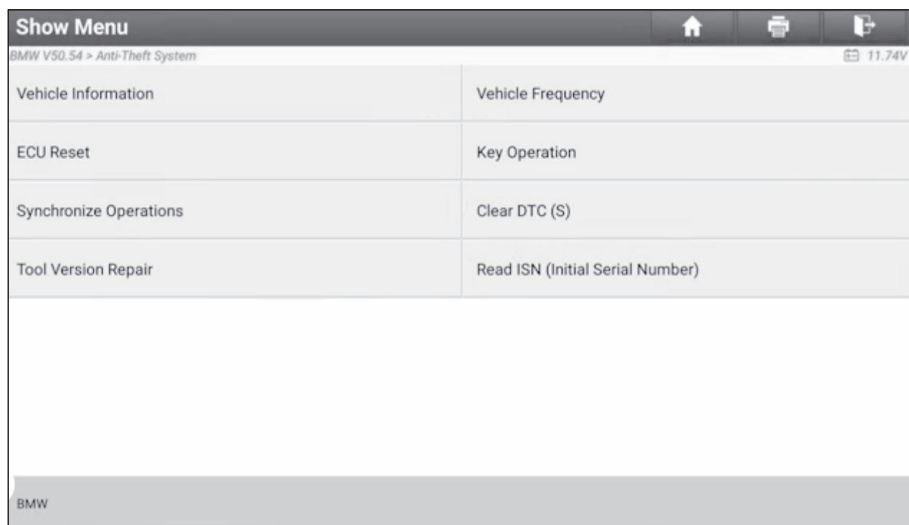 Show Menu
BMW V50.54 > Anti-Theft System
11.74V
Vehicle Information
Vehicle Frequency
ECU Reset
Key Operation
Synchronize Operations
Clear DTC (S)
Tool Version Repair
Read ISN (Initial Serial Number)
BMW